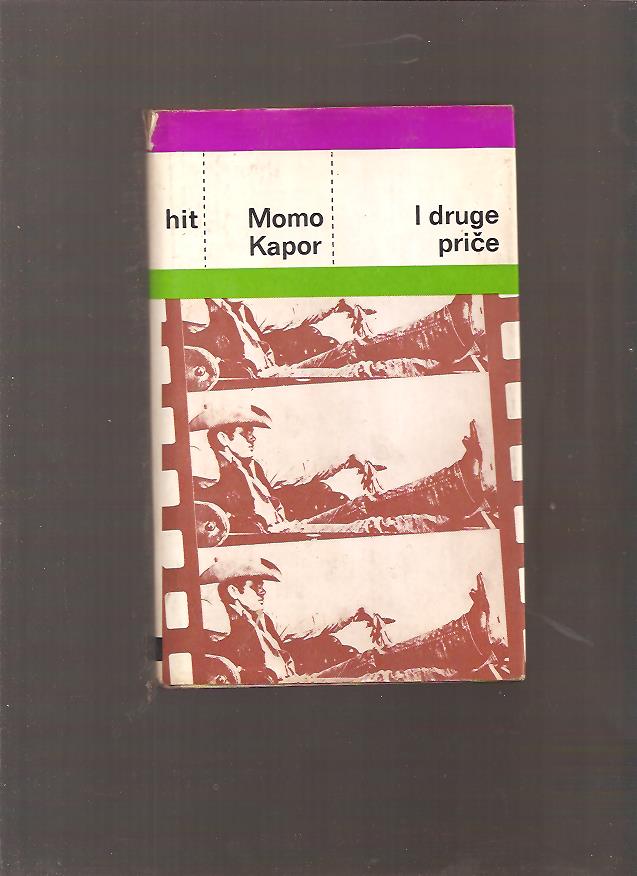 hit
Momo
Kapor
I druge
priče